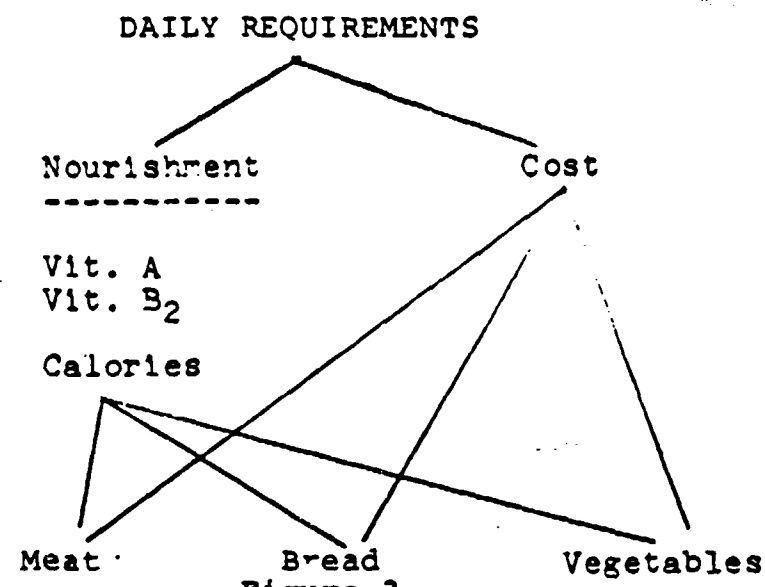 DAILY REQUIREMENTS
Nourishment Cost
Vit. A
Vit. B₂
Calories
Meat Bread Vegetables